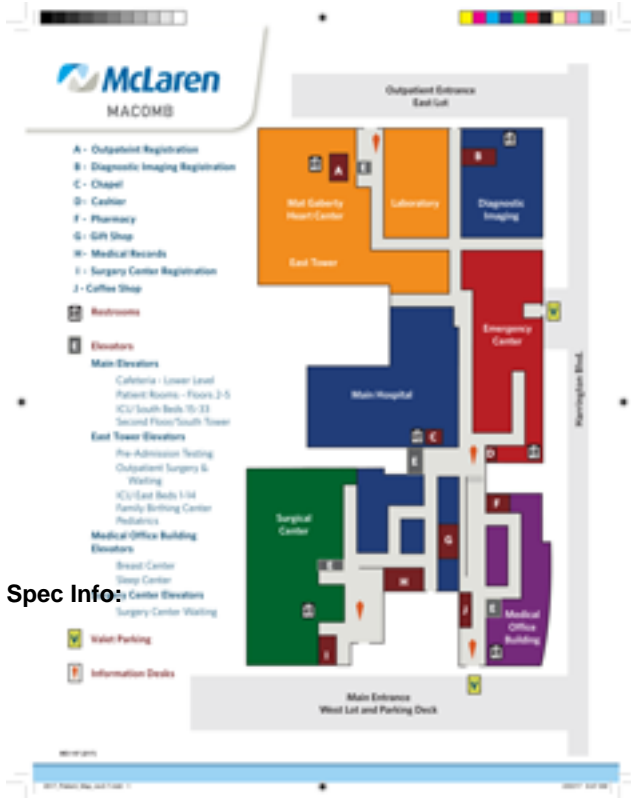 McLaren
MACOMB
A - Outpatient Registration
B - Diagnostic Imaging Registration
C - Chapel
D - Cashier
F - Pharmacy
G - Gift Shop
H - Medical Records
I - Surgery Center Registration
J - Coffee Shop
Restrooms
E
Elevators
Main Elevators
Cafeteria - Lower Level
Patient Rooms - Floors 2-5
ICU South Beds 15-33
Second Floor/South Tower
East Tower Elevators
Pre-Admission Testing
Outpatient Surgery &
Waiting
ICU East Beds 1-14
Family Birthing Center
Pediatrics
Medical Office Building
Elevators
Breast Center
Sleep Center
Spec Info:
Center Elevators
Surgery Center Waiting
Valet Parking
Information Desks
Outpatient Entrance
East Lot
A
E
B
Mat Gaberty
Heart Center
Laboratory
Diagnostic
Imaging
East Tower
Emergency
Center
Harrington Blvd.
Main Hospital
C
E
D
Surgical
Center
F
G
E
H
J
E
Medical
Office
Building
I
Main Entrance
West Lot and Parking Deck